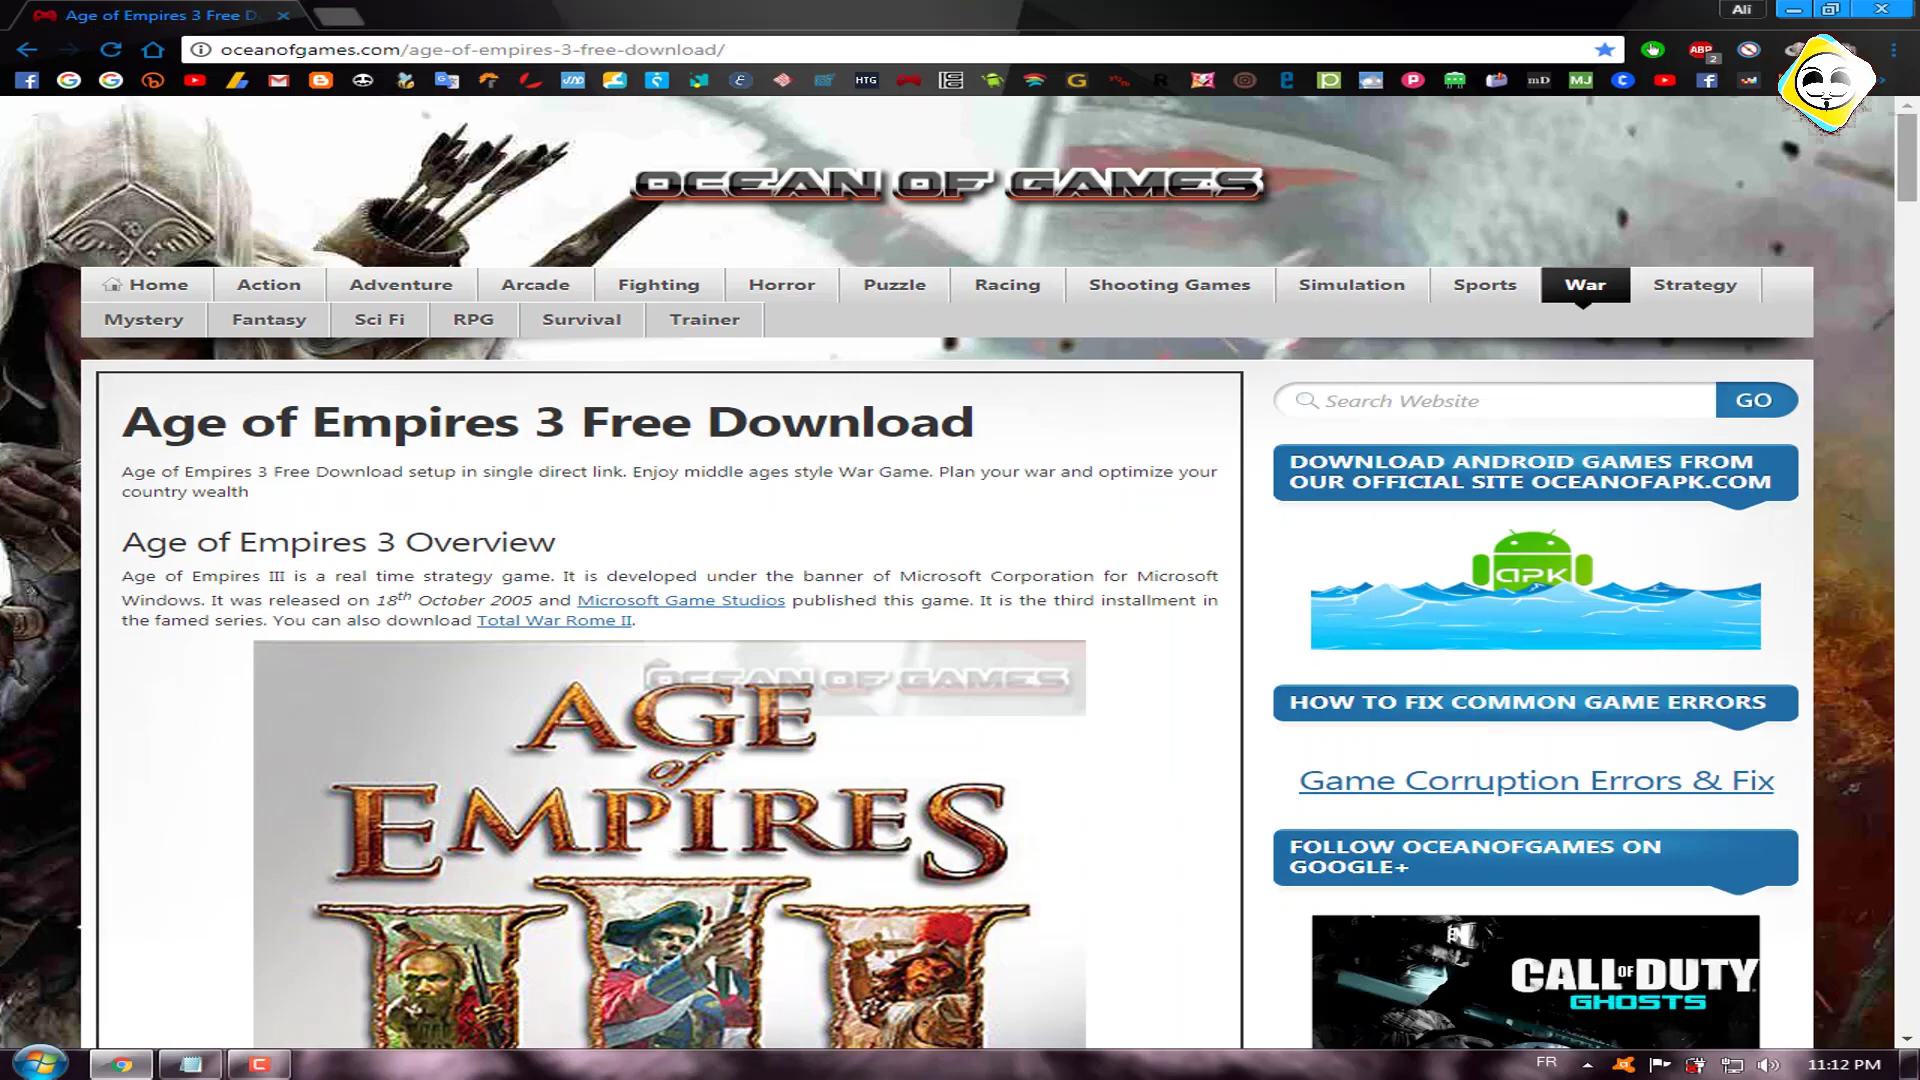 Age of Empires 3 Free D
Ali
oceanofgames.com/age-of-empires-3-free-download/
ABP
2
HTG
mD
MJ
OCEAN OF GAMES
Home Action Adventure Arcade Fighting Horror Puzzle Racing Shooting Games Simulation Sports War Strategy
Mystery Fantasy Sci Fi RPG Survival Trainer
Age of Empires 3 Free Download
Age of Empires 3 Free Download setup in single direct link. Enjoy middle ages style War Game. Plan your war and optimize your
country wealth
Age of Empires 3 Overview
Age of Empires III is a real time strategy game. It is developed under the banner of Microsoft Corporation for Microsoft
Windows. It was released on 18th October 2005 and Microsoft Game Studios published this game. It is the third installment in
the famed series. You can also download Total War Rome II.
OCEAN OF GAMES
AGE
of
EMPIRES
III
Search Website
GO
DOWNLOAD ANDROID GAMES FROM
OUR OFFICIAL SITE OCEANOFAPK.COM
APK
HOW TO FIX COMMON GAME ERRORS
Game Corruption Errors & Fix
FOLLOW OCEANOFGAMES ON
GOOGLE+
CALL OF DUTY
GHOSTS
FR
11:12 PM